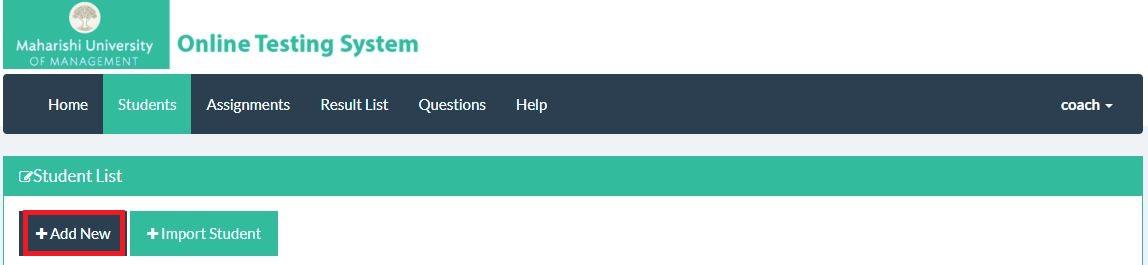 Maharishi University
OF MANAGEMENT
Online Testing System
Home Students Assignments Result List Questions Help coach
Student List
Add New Import Student